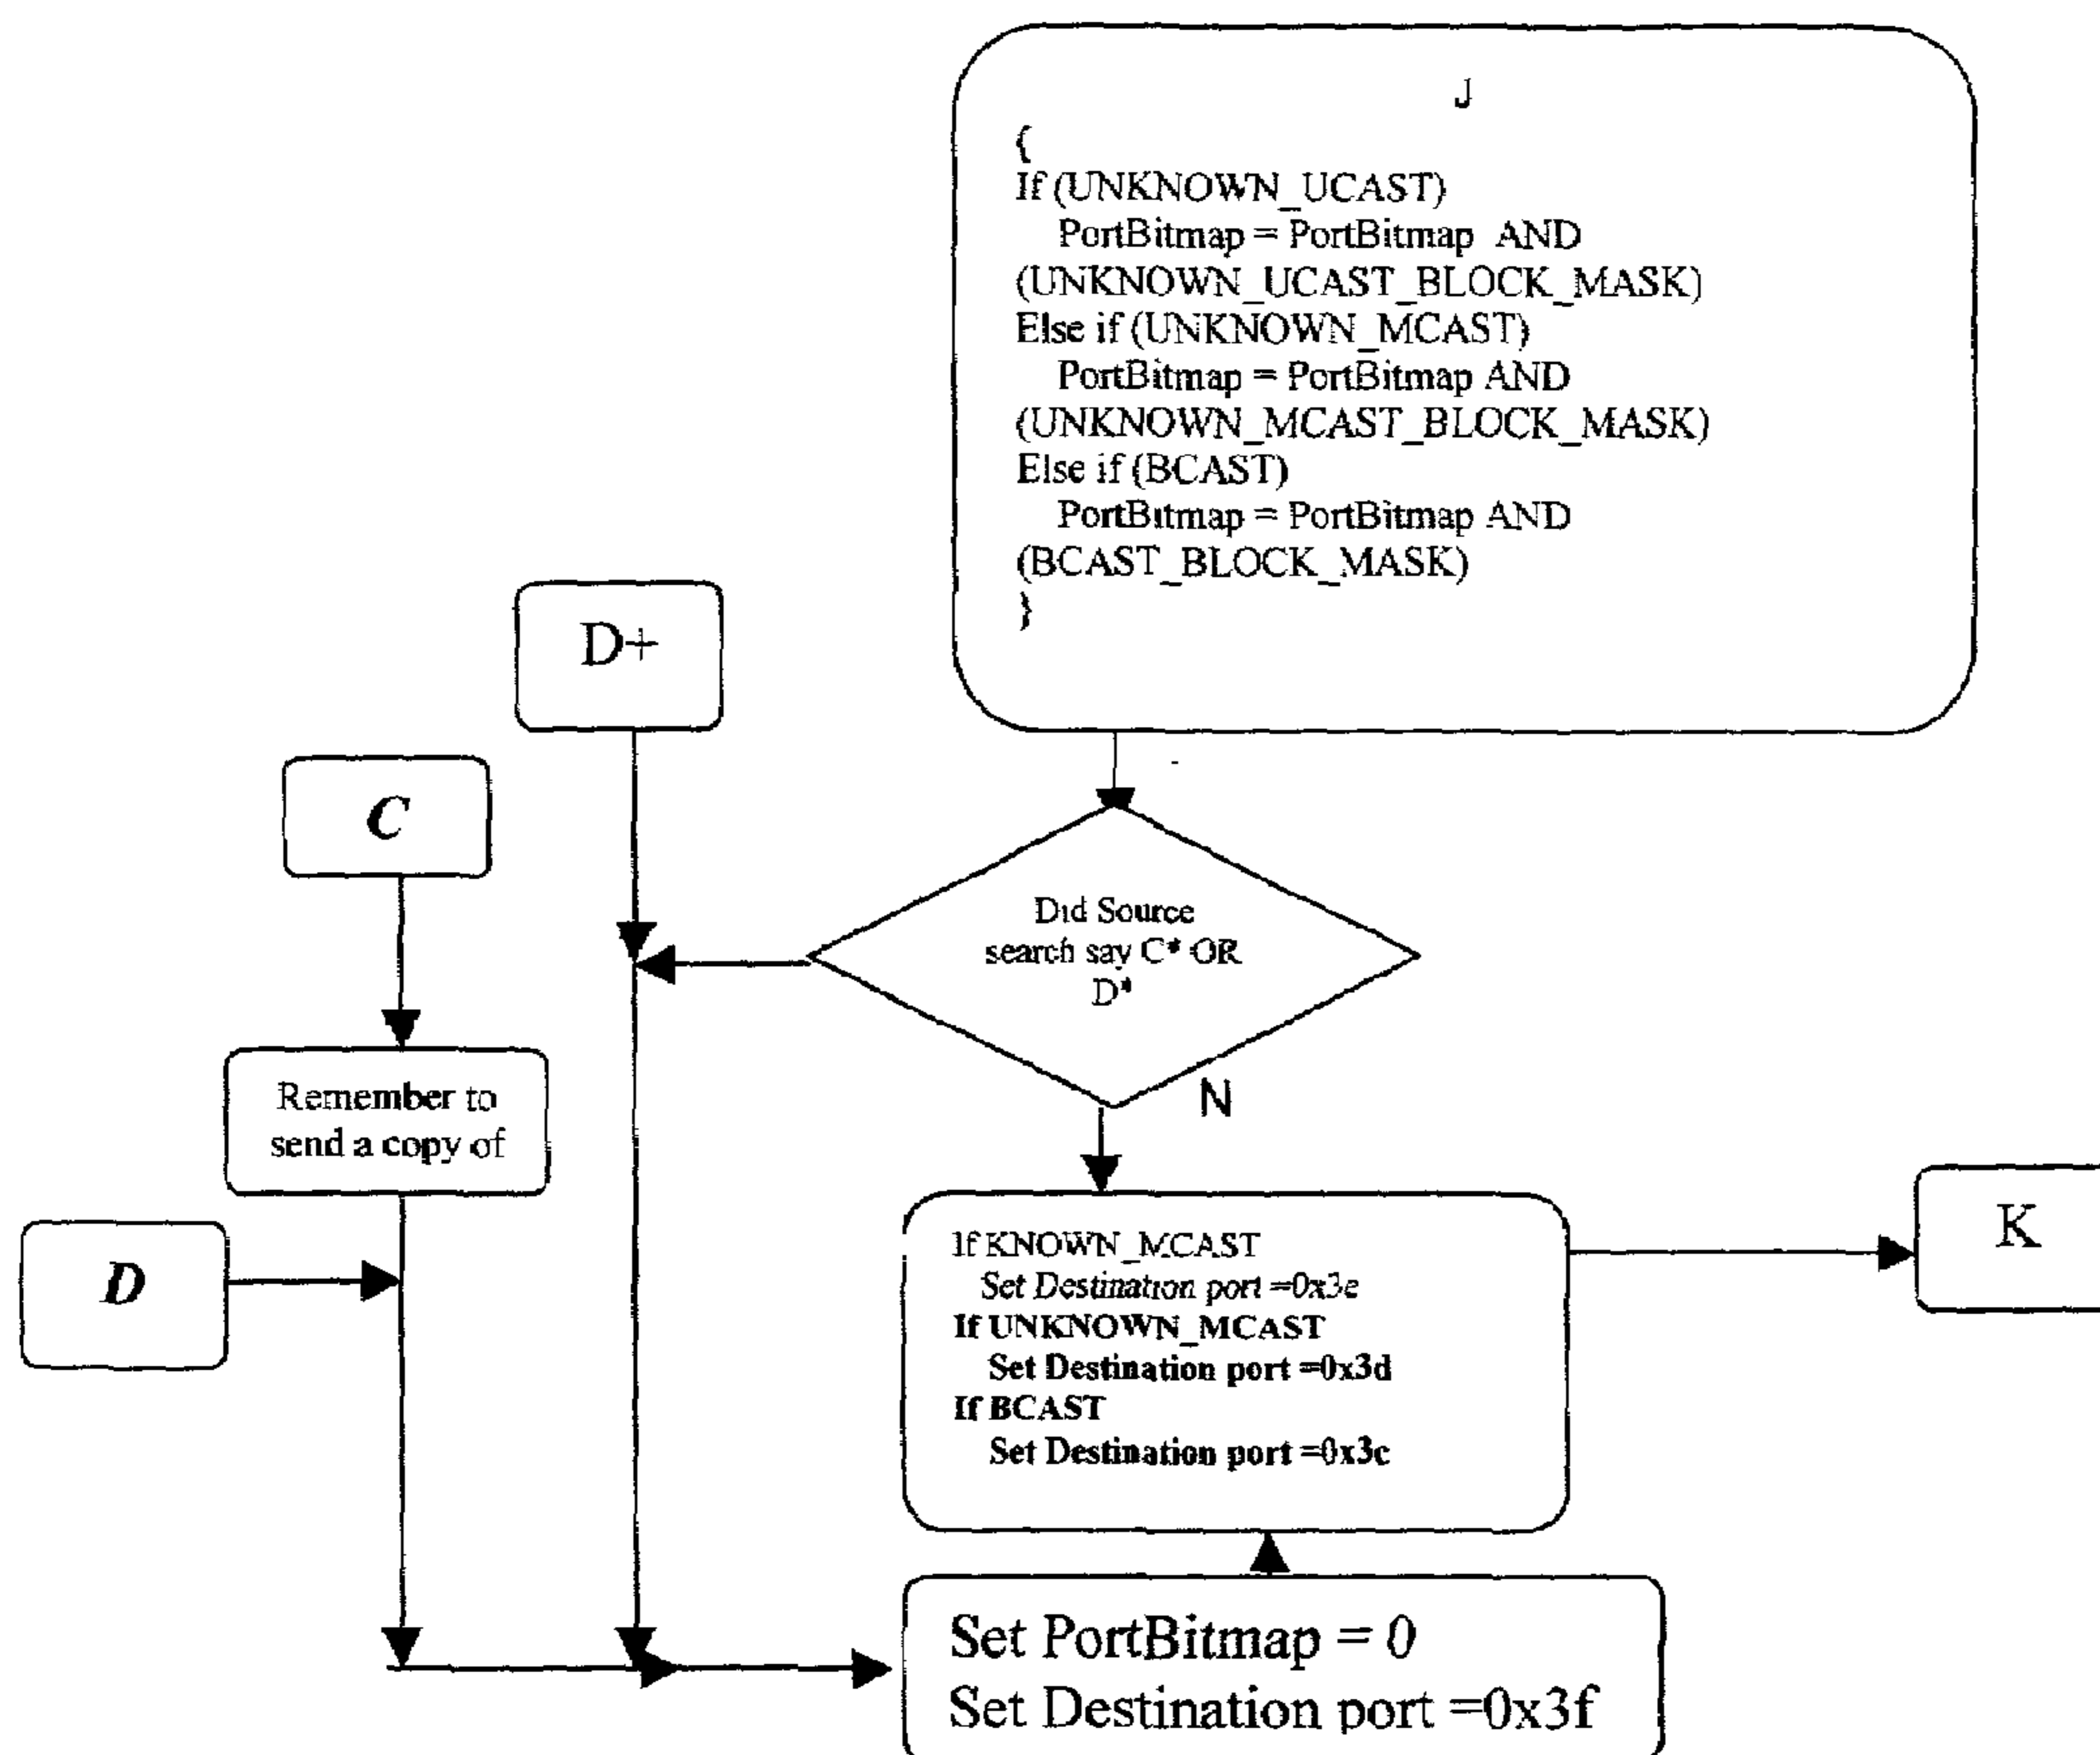 J
{
If (UNKNOWN_UCAST)
PortBitmap = PortBitmap AND
(UNKNOWN_UCAST_BLOCK_MASK)
Else if (UNKNOWN_MCAST)
PortBitmap = PortBitmap AND
(UNKNOWN_MCAST_BLOCK_MASK)
Else if (BCAST)
PortBitmap = PortBitmap AND
(BCAST_BLOCK_MASK)
}
D+
C
Did Source
search say C* OR
D*
N
Remember to
send a copy of
D
If KNOWN_MCAST
Set Destination port =0x3e
If UNKNOWN_MCAST
Set Destination port =0x3d
If BCAST
Set Destination port =0x3c
K
Set PortBitmap = 0
Set Destination port =0x3f